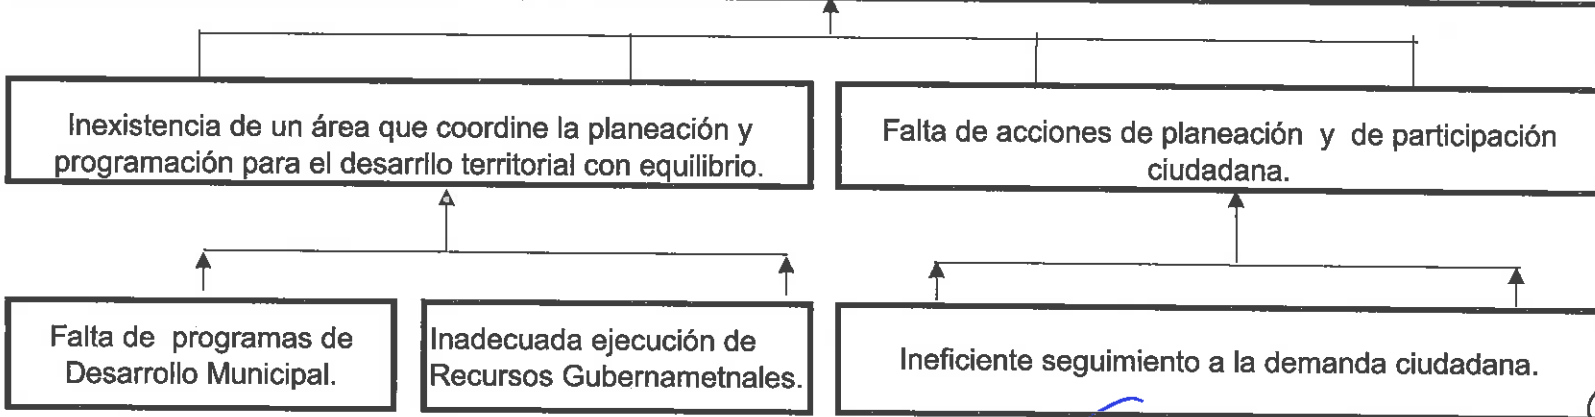 Inexistencia de un área que coordine la planeación y
programación para el desarrllo territorial con equilibrio.
Falta de acciones de planeación y de participación
ciudadana.
Falta de programas de
Desarrollo Municipal.
Inadecuada ejecución de
Recursos Gubernametnales.
Ineficiente seguimiento a la demanda ciudadana.